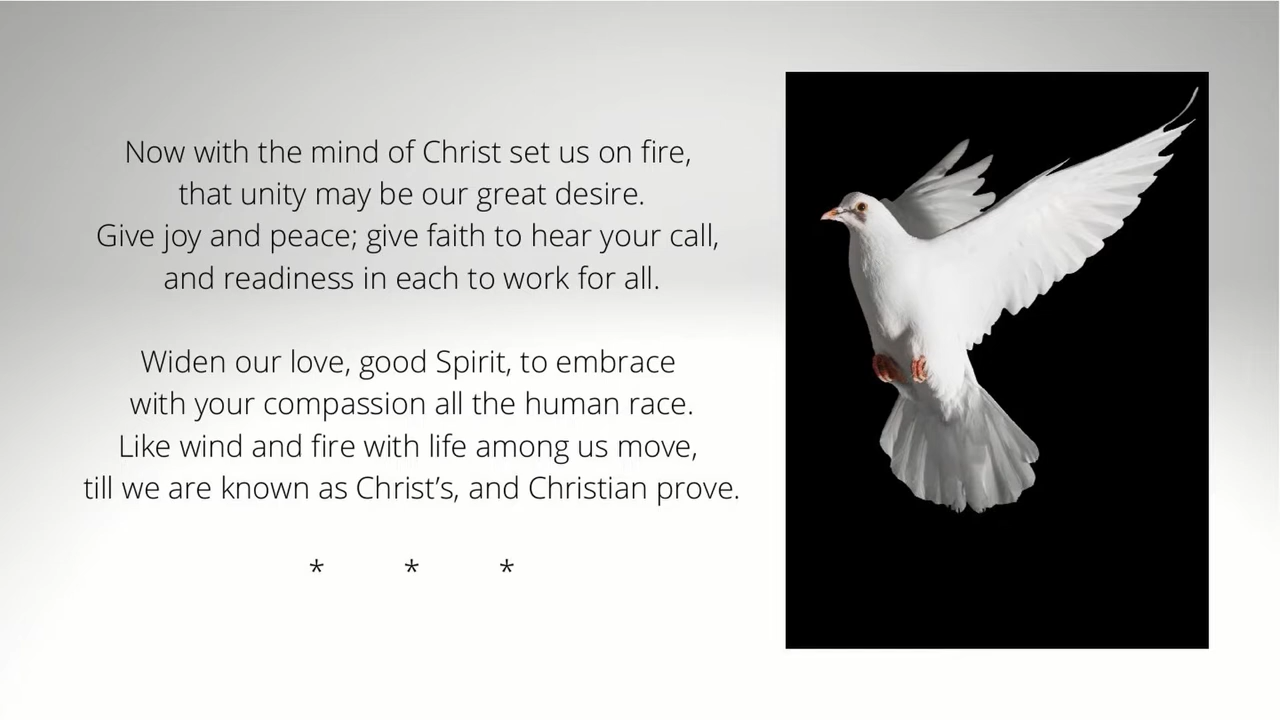 Now with the mind of Christ set us on fire,
that unity may be our great desire.
Give joy and peace; give faith to hear your call,
and readiness in each to work for all.
Widen our love, good Spirit, to embrace
with your compassion all the human race.
Like wind and fire with life among us move,
till we are known as Christ’s, and Christian prove.
* * *